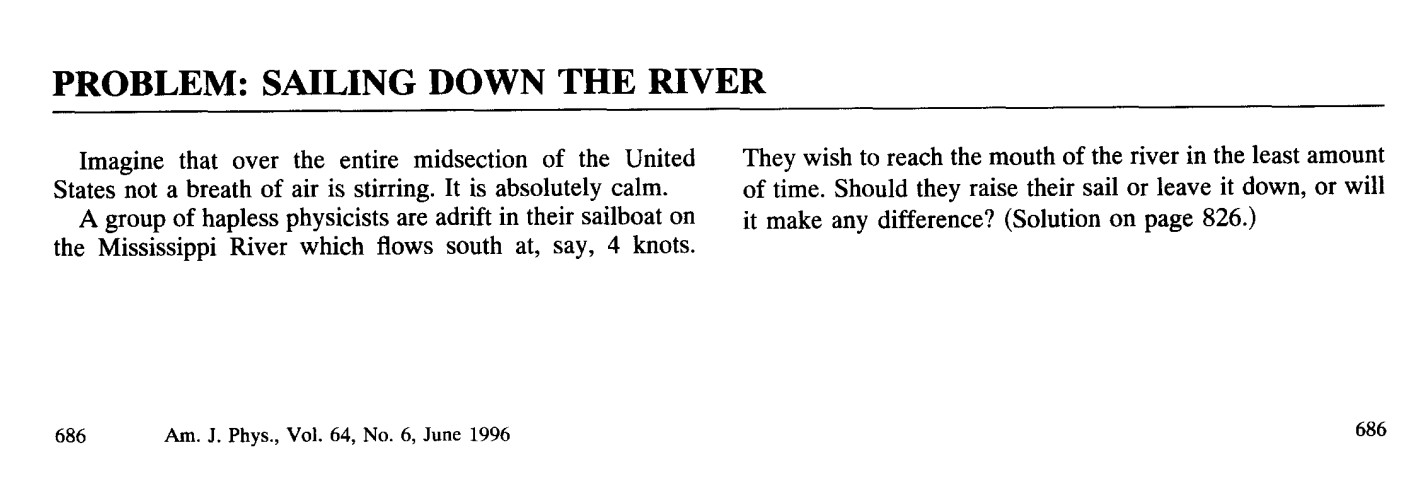 PROBLEM: SAILING DOWN THE RIVER
Imagine that over the entire midsection of the United
States not a breath of air is stirring. It is absolutely calm.
A group of hapless physicists are adrift in their sailboat on
the Mississippi River which flows south at, say, 4 knots.
They wish to reach the mouth of the river in the least amount
of time. Should they raise their sail or leave it down, or will
it make any difference? (Solution on page 826.)
686 Am. J. Phys., Vol. 64, No. 6, June 1996 686